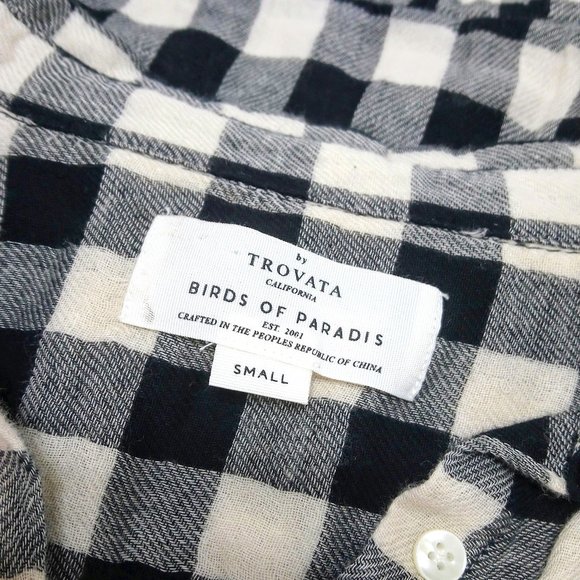 by
TROVATA
CALIFORNIA
BIRDS OF PARADIS
EST. 2001
CRAFTED IN THE PEOPLES REPUBLIC OF CHINA
SMALL